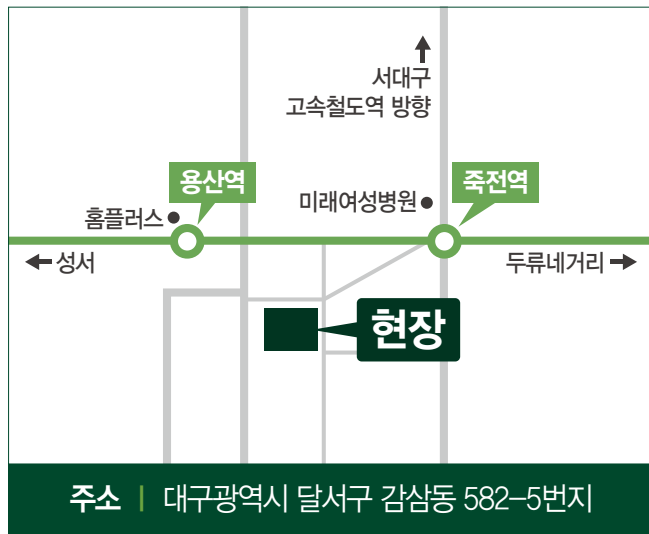 서대구
고속철도역 방향
용산역
죽전역
미래여성병원
홈플러스
성서
두류네거리
현장
주소 | 대구광역시 달서구 감삼동 582-5번지